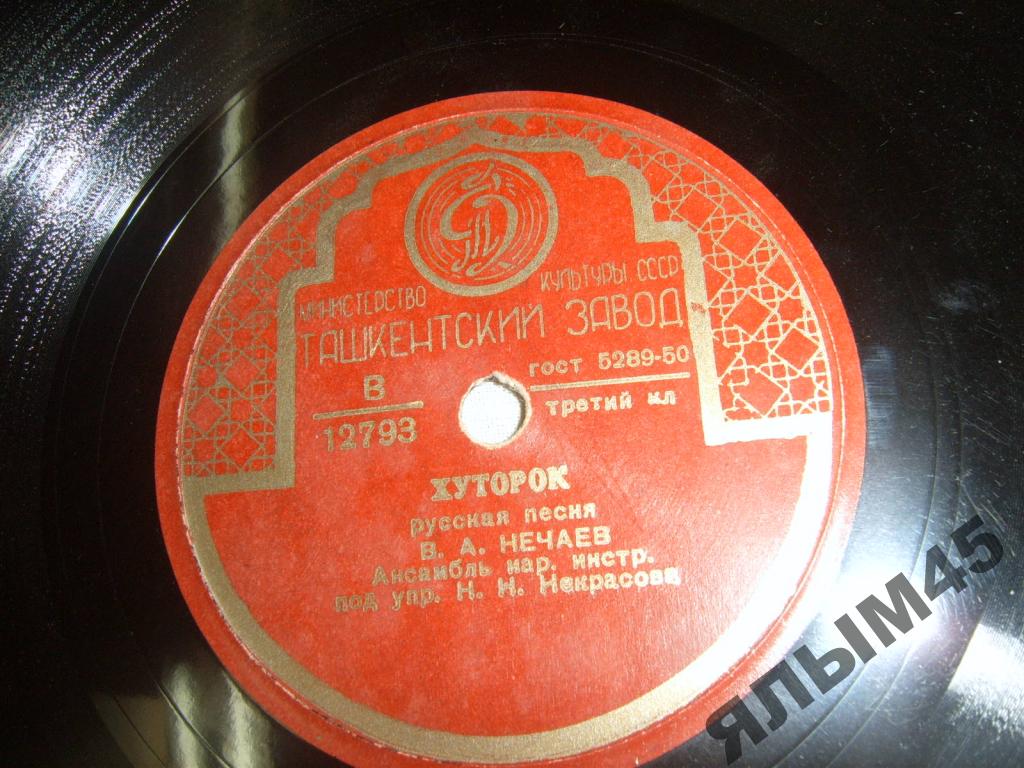 МИНИСТЕРСТВО КУЛЬТУРЫ СССР
ТАШКЕНТСКИЙ ЗАВОД
В
12793
ГОСТ 5289-50
третий кл
ХУТОРОК
русская песня
В. А. НЕЧАЕВ
Ансамбль нар. инстр.
под упр. Н. Н. Некрасова
ЯЛЫМ45